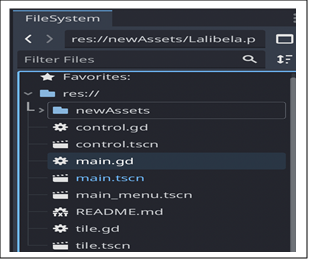 FileSystem
res://newAssets/Lalibela.p
Filter Files
Favorites:
res://
newAssets
control.gd
control.tscn
main.gd
main.tscn
main_menu.tscn
README.md
tile.gd
tile.tscn